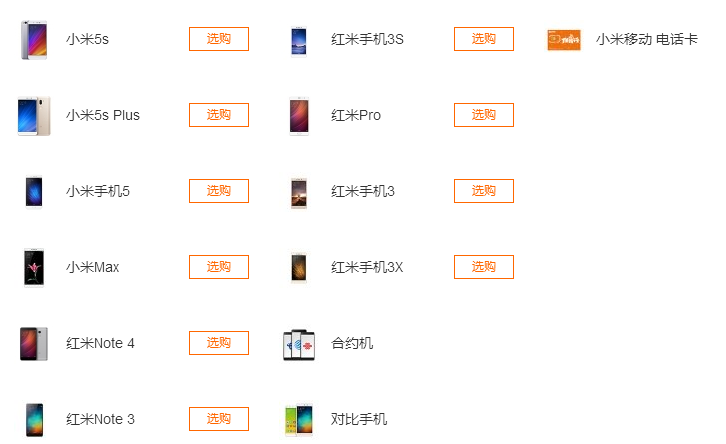 小米5s 选购
小米5s Plus 选购
小米手机5 选购
小米Max 选购
红米Note 4 选购
红米Note 3 选购
红米手机3S 选购
红米Pro 选购
红米手机3 选购
红米手机3X 选购
合约机
对比手机
小米移动 电话卡